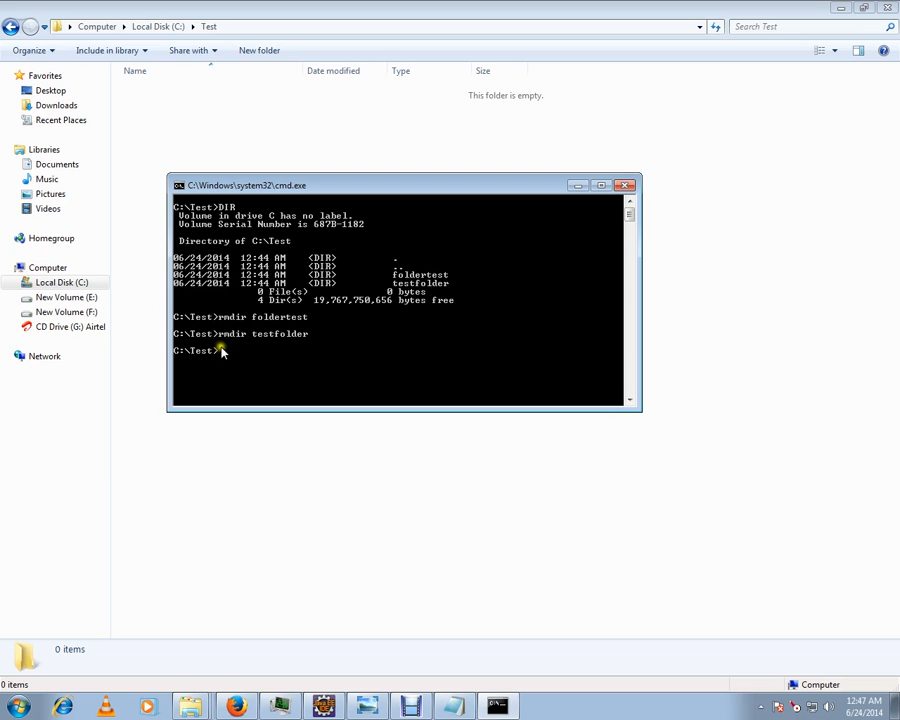 Computer Local Disk (C:) Test
Search Test
Organize Include in library Share with New folder
Name Date modified Type Size
This folder is empty.
Favorites
Desktop
Downloads
Recent Places
Libraries
Documents
Music
Pictures
Videos
Homegroup
Computer
Local Disk (C:)
New Volume (E:)
New Volume (F:)
CD Drive (G:) Airtel
Network
C:\Windows\system32\cmd.exe
C:\Test>DIR
Volume in drive C has no label.
Volume Serial Number is 687B-1182
Directory of C:\Test
06/24/2014 12:44 AM <DIR> .
06/24/2014 12:44 AM <DIR> ..
06/24/2014 12:44 AM <DIR> foldertest
06/24/2014 12:44 AM <DIR> testfolder
0 File(s) 0 bytes
4 Dir(s) 19,767,750,656 bytes free
C:\Test>rmdir foldertest
C:\Test>rmdir testfolder
C:\Test>
0 items
0 items
Computer
12:47 AM
6/24/2014